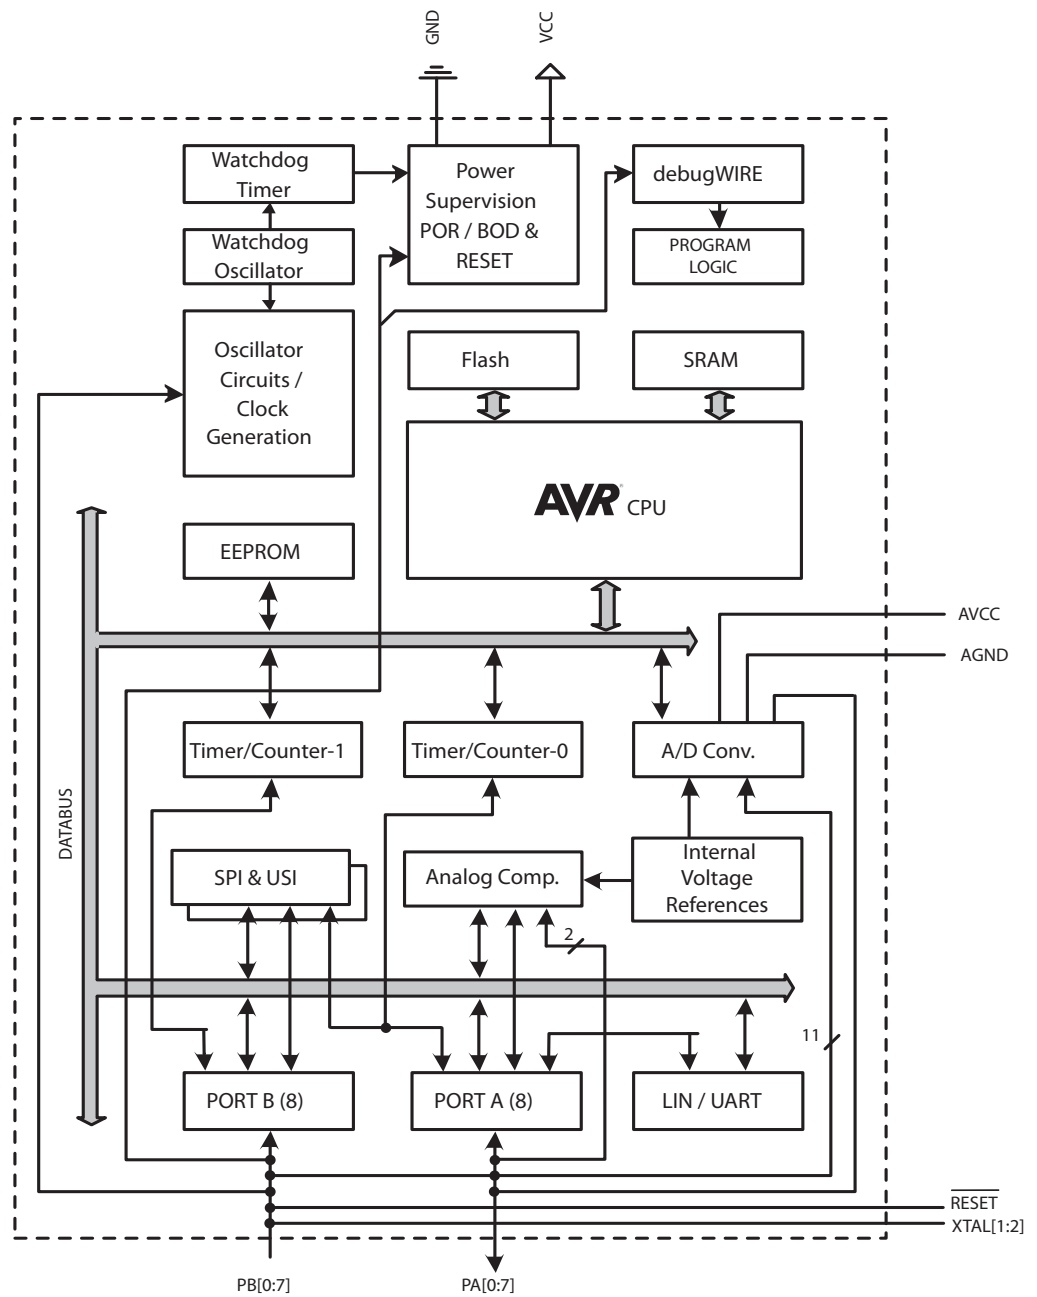 GND
VCC
Watchdog
Timer
Power
Supervision
POR / BOD &
RESET
debugWIRE
Watchdog
Oscillator
PROGRAM
LOGIC
Oscillator
Circuits /
Clock
Generation
Flash
SRAM
AVR® CPU
EEPROM
AVCC
AGND
Timer/Counter-1
Timer/Counter-0
A/D Conv.
DATABUS
SPI & USI
Analog Comp.
Internal
Voltage
References
2
11
PORT B (8)
PORT A (8)
LIN / UART
RESET
XTAL[1:2]
PB[0:7]
PA[0:7]